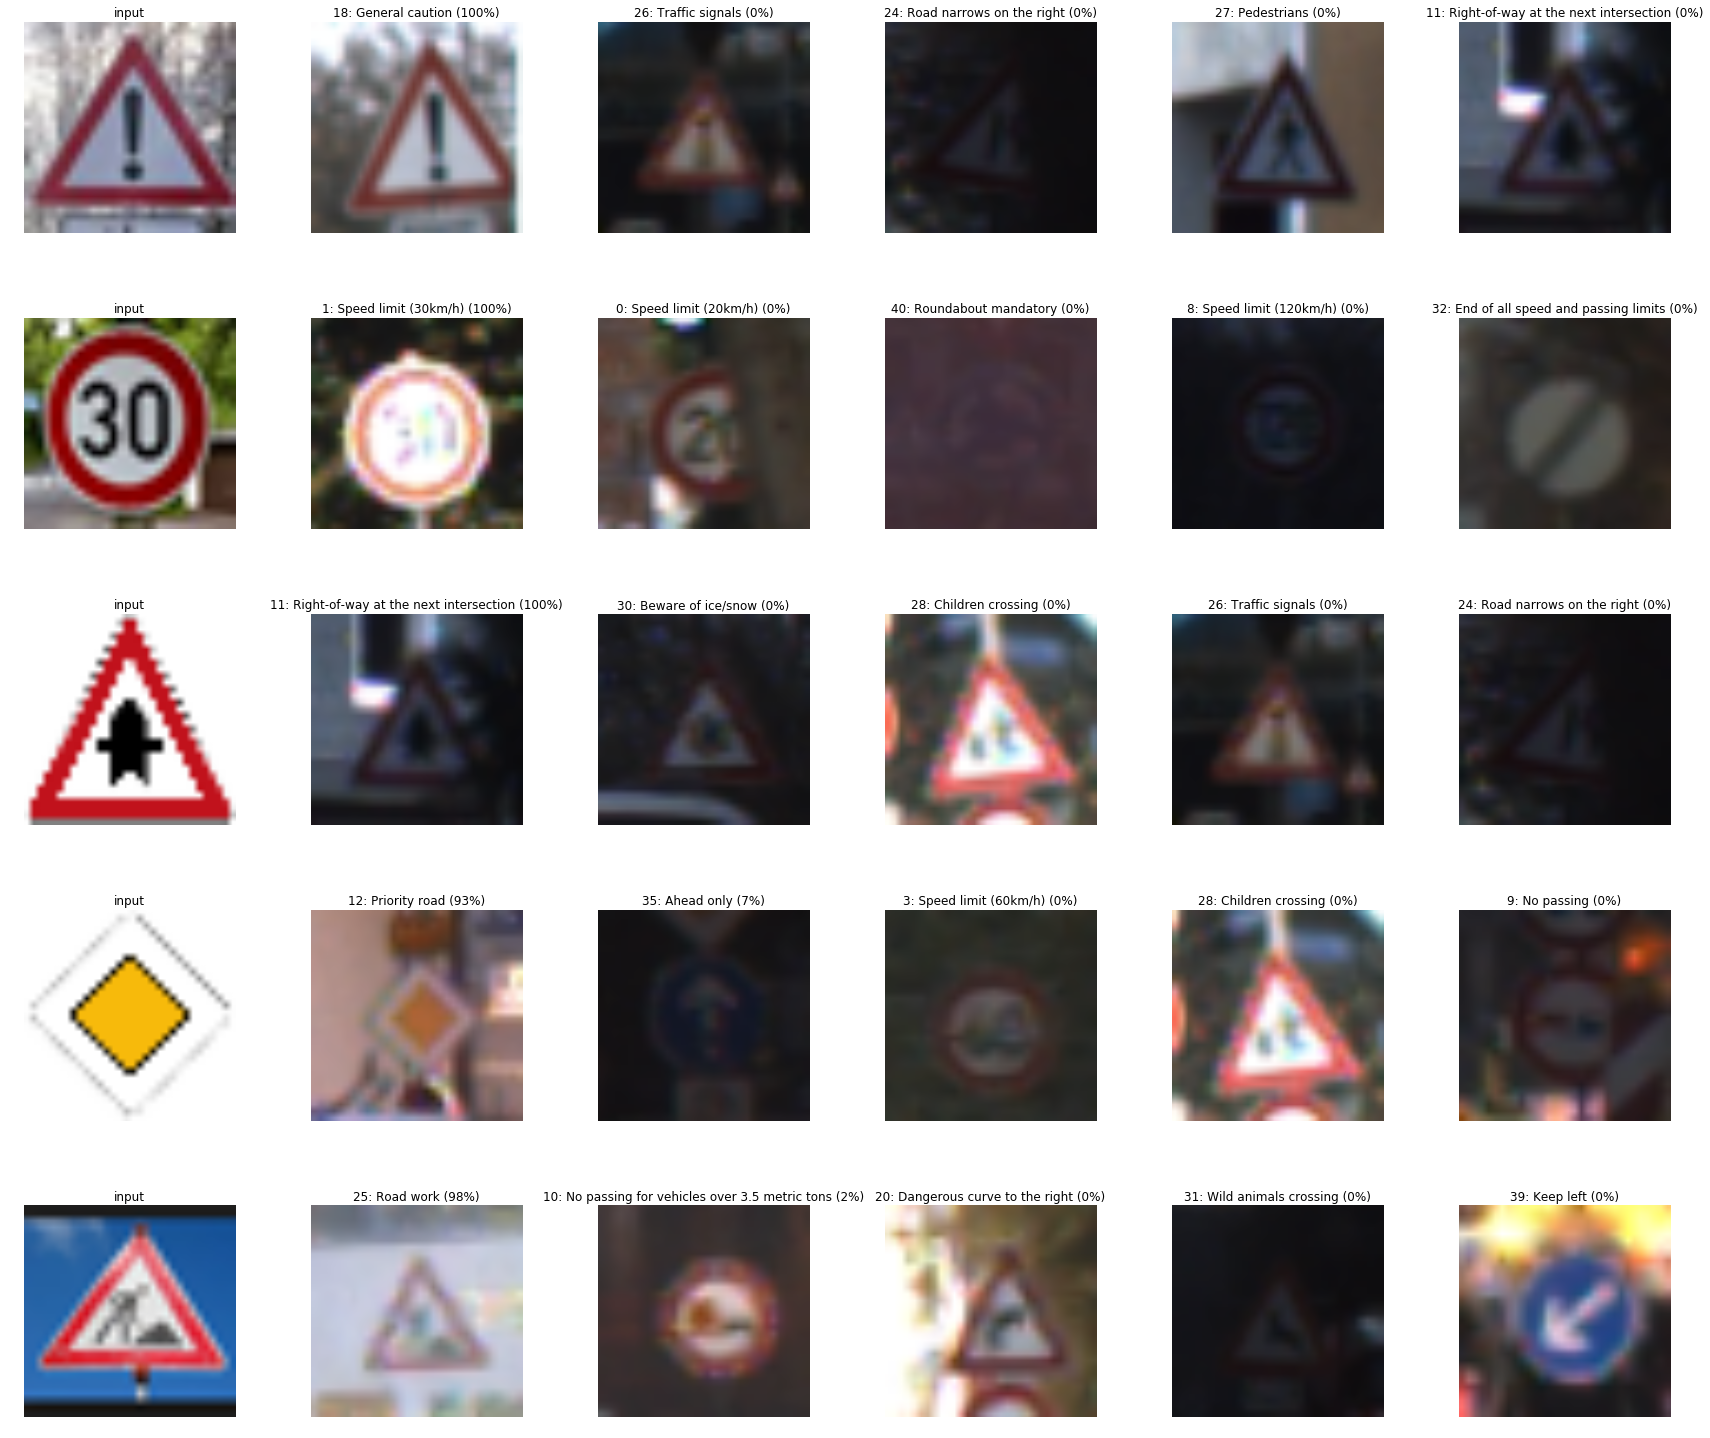 input
18: General caution (100%)
26: Traffic signals (0%)
24: Road narrows on the right (0%)
27: Pedestrians (0%)
11: Right-of-way at the next intersection (0%)
input
1: Speed limit (30km/h) (100%)
0: Speed limit (20km/h) (0%)
40: Roundabout mandatory (0%)
8: Speed limit (120km/h) (0%)
32: End of all speed and passing limits (0%)
30
input
11: Right-of-way at the next intersection (100%)
30: Beware of ice/snow (0%)
28: Children crossing (0%)
26: Traffic signals (0%)
24: Road narrows on the right (0%)
input
12: Priority road (93%)
35: Ahead only (7%)
3: Speed limit (60km/h) (0%)
28: Children crossing (0%)
9: No passing (0%)
input
25: Road work (98%)
10: No passing for vehicles over 3.5 metric tons (2%)
20: Dangerous curve to the right (0%)
31: Wild animals crossing (0%)
39: Keep left (0%)